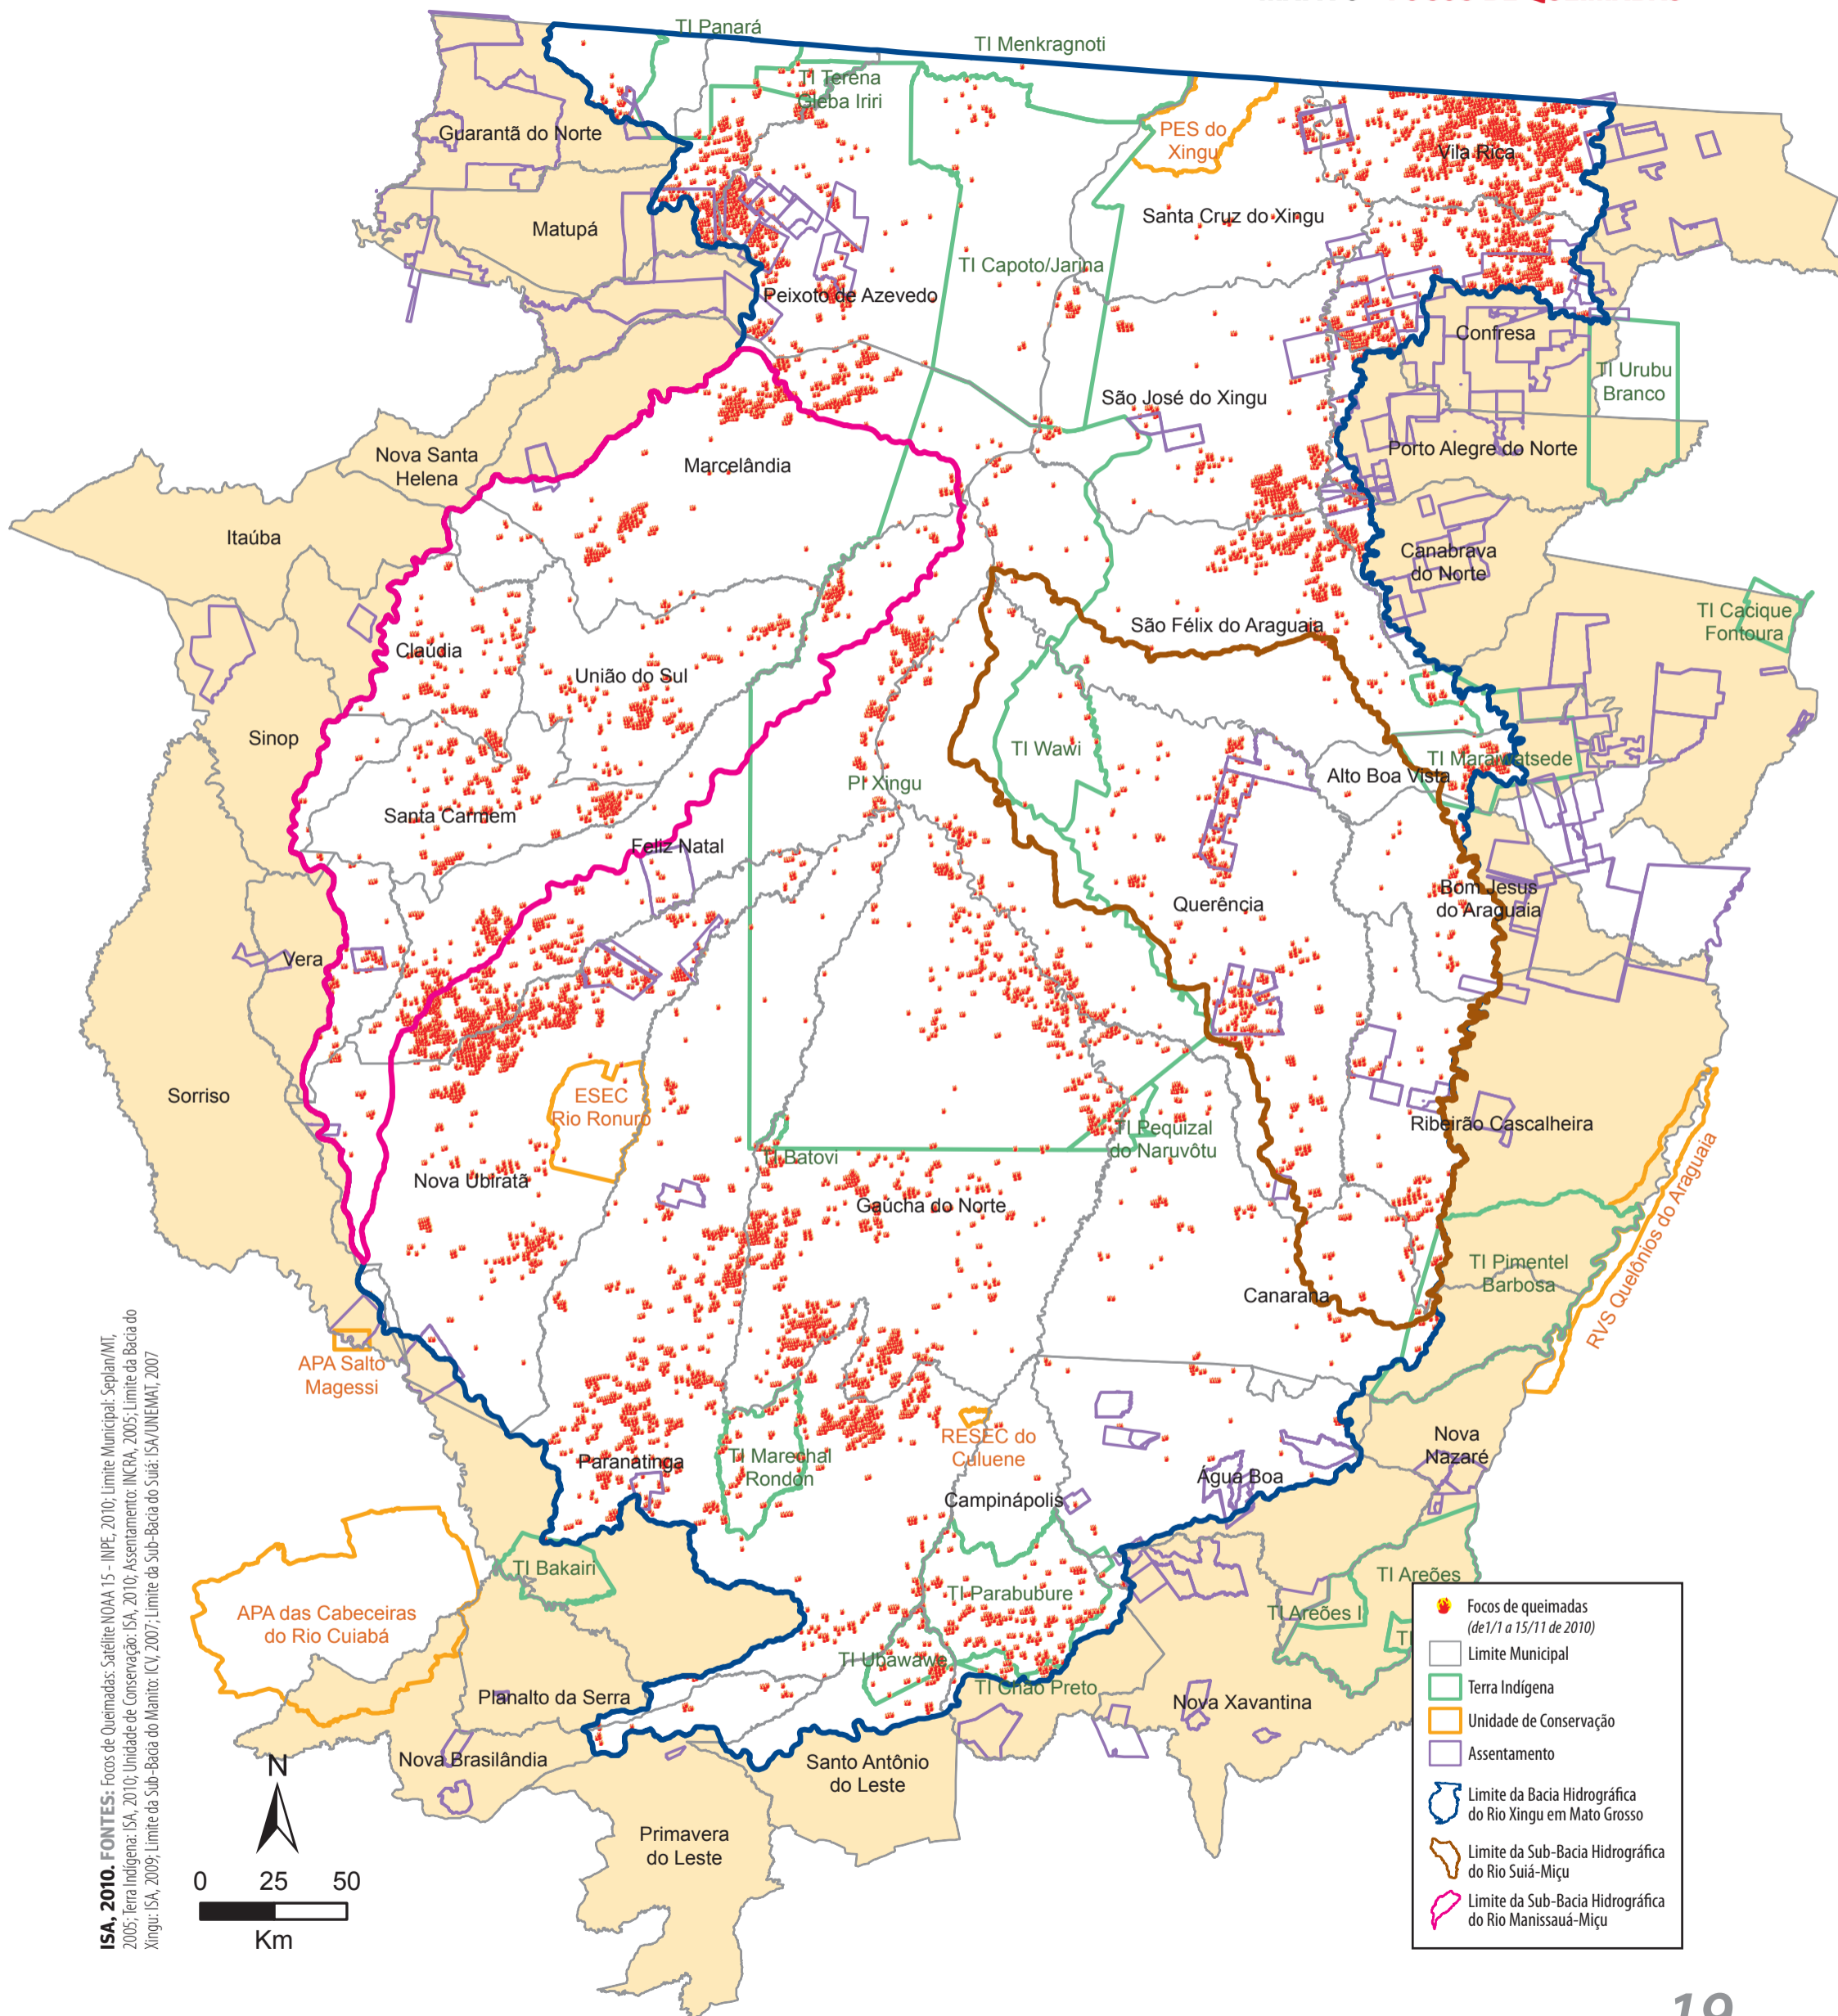 TI Panará
TI Menkragnoti
TI Terena
Gleba Iriri
Guarantã do Norte
PES do
Xingu
Vila Rica
Matupá
Santa Cruz do Xingu
TI Capoto/Jarina
Peixoto de Azevedo
Confresa
TI Urubu
Branco
São José do Xingu
Porto Alegre do Norte
Nova Santa
Helena
Marcelândia
Itaúba
Canabrava
do Norte
TI Cacique
Fontoura
São Félix do Araguaia
Claudia
União do Sul
Sinop
TI Wawi
TI Maraiwatsede
Alto Boa Vista
PI Xingu
Santa Carmem
Feliz Natal
Bom Jesus
do Araguaia
Querência
Vera
Sorriso
ESEC
Rio Ronuro
Ribeirão Cascalheira
TI Pequizal
do Naruvôtu
TI Batovi
Nova Ubiratã
Gaúcha do Norte
RVS Quelônios do Araguaia
TI Pimentel
Barbosa
Canarana
APA Salto
Magessi
RESEC do
Culuene
Nova
Nazaré
TI Marechal
Rondon
Paranatinga
Água Boa
Campinápolis
TI Bakairi
TI Areões
TI Parabubure
TI Areões I
TI
APA das Cabeceiras
do Rio Cuiabá
TI Ubawawe
TI Chão Preto
Planalto da Serra
Nova Xavantina
Nova Brasilândia
Santo Antônio
do Leste
Primavera
do Leste
N
0 25 50
Km
Focos de queimadas
(de1/1 a 15/11 de 2010)
Limite Municipal
Terra Indígena
Unidade de Conservação
Assentamento
Limite da Bacia Hidrográfica
do Rio Xingu em Mato Grosso
Limite da Sub-Bacia Hidrográfica
do Rio Suiá-Miçu
Limite da Sub-Bacia Hidrográfica
do Rio Manissauá-Miçu
ISA, 2010. FONTES: Focos de Queimadas: Satélite NOAA 15 - INPE, 2010; Limite Municipal: Seplan/MT,
2005; Terra Indígena: ISA, 2010; Unidade de Conservação: ISA, 2010; Assentamento: INCRA, 2005; Limite da Bacia do
Xingu: ISA, 2009; Limite da Sub-Bacia do Manito: ICV, 2007; Limite da Sub-Bacia do Suiá: ISA/UNEMAT, 2007
19